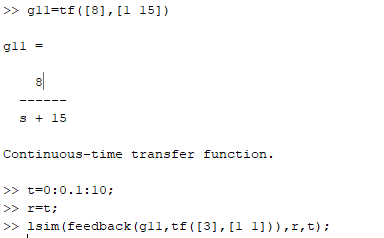 >> g11=tf([8],[1 15])
g11 =
8
------
s + 15
Continuous-time transfer function.
>> t=0:0.1:10;
>> r=t;
>> lsim(feedback(g11,tf([3],[1 1])),r,t);